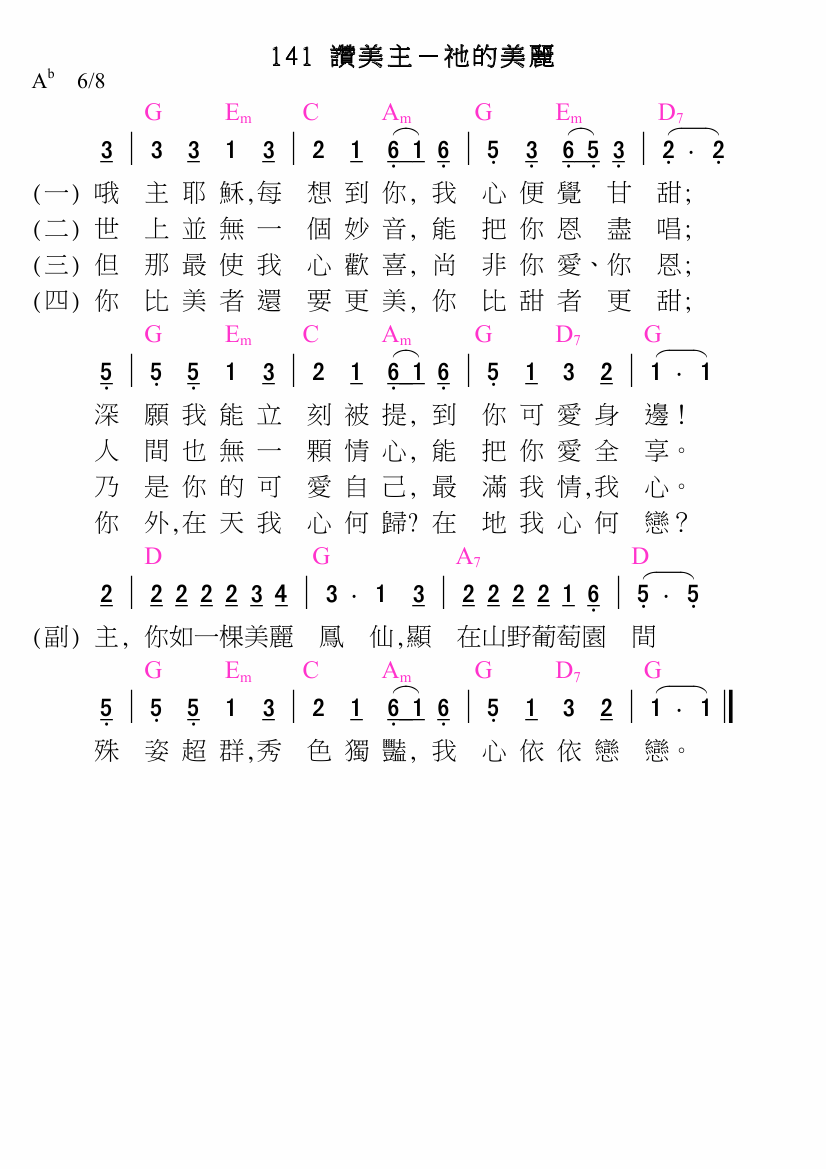 141 讚美主－祂的美麗
A♭ 6/8
G Em C Am G Em D7
3 | 3 3 1 3 | 2 1 6 1 6 | 5 3 6 5 3 | 2 · 2
(一) 哦 主 耶 穌,每 想 到 你, 我 心 便 覺 甘 甜;
(二) 世 上 並 無 一 個 妙 音, 能 把 你 恩 盡 唱;
(三) 但 那 最 使 我 心 歡 喜, 尚 非 你 愛、你 恩;
(四) 你 比 美 者 還 要 更 美, 你 比 甜 者 更 甜;
G Em C Am G D7 G
5 | 5 5 1 3 | 2 1 6 1 6 | 5 1 3 2 | 1 · 1
深 願 我 能 立 刻 被 提, 到 你 可 愛 身 邊!
人 間 也 無 一 顆 情 心, 能 把 你 愛 全 享。
乃 是 你 的 可 愛 自 己, 最 滿 我 情,我 心。
你 外,在 天 我 心 何 歸? 在 地 我 心 何 戀?
D G A7 D
2 | 2 2 2 2 3 4 | 3 · 1 3 | 2 2 2 2 1 6 | 5 · 5
(副) 主, 你如一棵美麗 鳳 仙,顯 在山野葡萄園 間
G Em C Am G D7 G
5 | 5 5 1 3 | 2 1 6 1 6 | 5 1 3 2 | 1 · 1 ‖
殊 姿 超 群,秀 色 獨 豔, 我 心 依 依 戀 戀。